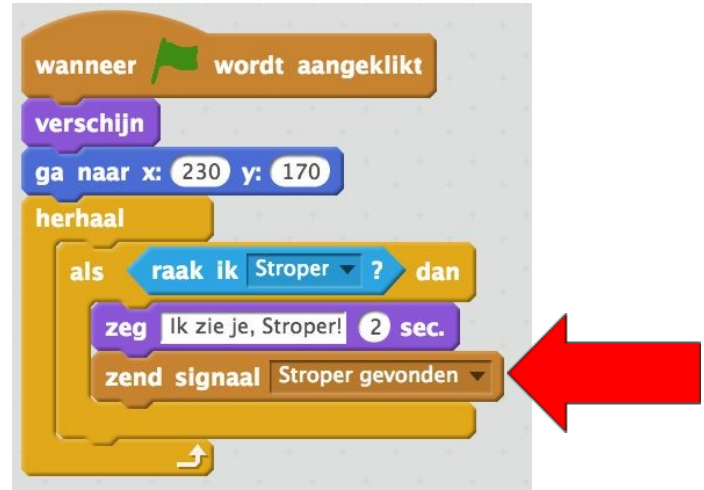 wanneer wordt aangeklikt
verschijn
ga naar x: 230 y: 170
herhaal
als raak ik Stroper ? dan
zeg Ik zie je, Stroper! 2 sec.
zend signaal Stroper gevonden